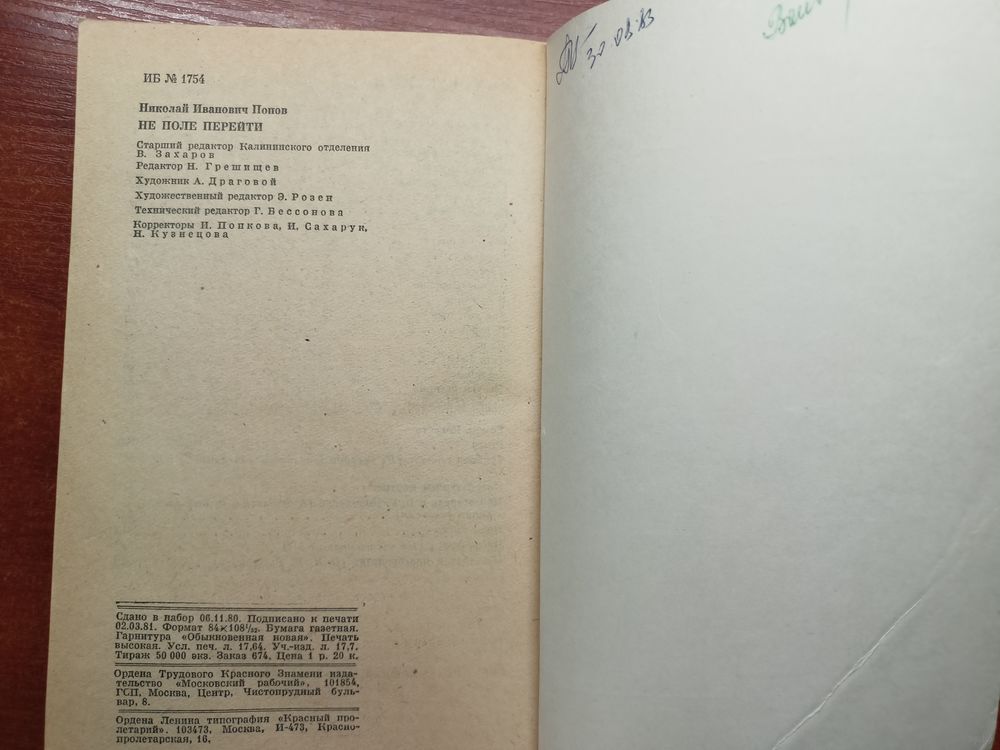 ИБ № 1754
Николай Иванович Попов
НЕ ПОЛЕ ПЕРЕЙТИ
Старший редактор Калининского отделения
В. Захаров
Редактор Н. Грешищев
Художник А. Драговой
Художественный редактор Э. Розен
Технический редактор Г. Бессонова
Корректоры И. Попкова, И. Сахарук,
Н. Кузнецова
Сдано в набор 06.11.80. Подписано к печати
02.03.81. Формат 84×108¹/₃₂. Бумага газетная.
Гарнитура «Обыкновенная новая». Печать
высокая. Усл. печ. л. 17,64. Уч.-изд. л. 17,7.
Тираж 50 000 экз. Заказ 674. Цена 1 р. 20 к.
Ордена Трудового Красного Знамени изда-
тельство «Московский рабочий», 101854,
ГСП, Москва, Центр, Чистопрудный буль-
вар, 8.
Ордена Ленина типография «Красный про-
летарий». 103473, Москва, И-473, Красно-
пролетарская, 16.
30.03.83